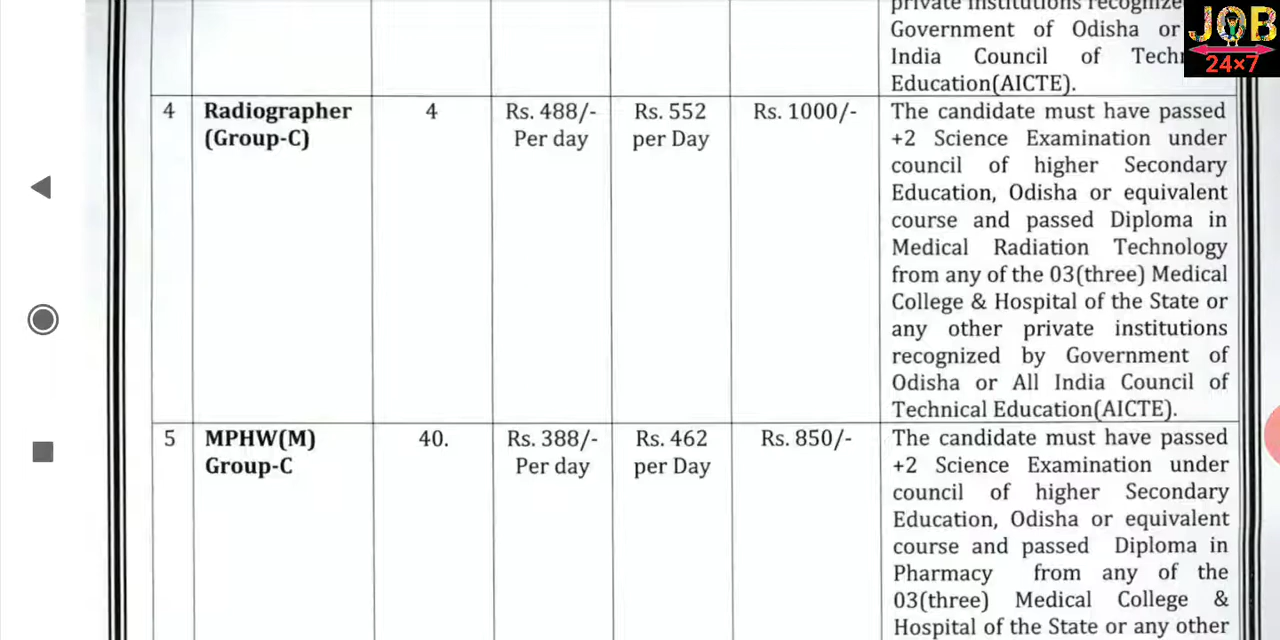 private institutions recognize
Government of Odisha or
India Council of Techn
Education(AICTE).
JOB
24×7
4 Radiographer 4 Rs. 488/- Rs. 552 Rs. 1000/- The candidate must have passed
(Group-C) Per day per Day +2 Science Examination under
council of higher Secondary
Education, Odisha or equivalent
course and passed Diploma in
Medical Radiation Technology
from any of the 03(three) Medical
College & Hospital of the State or
any other private institutions
recognized by Government of
Odisha or All India Council of
Technical Education(AICTE).
5 MPHW(M) 40. Rs. 388/- Rs. 462 Rs. 850/- The candidate must have passed
Group-C Per day per Day +2 Science Examination under
council of higher Secondary
Education, Odisha or equivalent
course and passed Diploma in
Pharmacy from any of the
03(three) Medical College &
Hospital of the State or any other